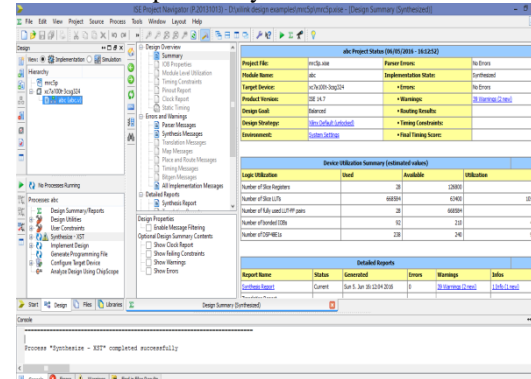 ISE Project Navigator (P.20131013) - D:\xilinx design examples\mrc5p\mrc5p.xise - [Design Summary (Synthesized)]
File Edit View Project Source Process Tools Window Layout Help
Design
View: Implementation Simulation
Hierarchy
mrc5p
xc7a100t-3csg324
No Processes Running
Processes: abc
Design Summary/Reports
Design Utilities
User Constraints
Synthesize - XST
Implement Design
Generate Programming File
Configure Target Device
Analyze Design Using ChipScope
Start Design Files Libraries
Design Overview
Summary
IOB Properties
Module Level Utilization
Timing Constraints
Pinout Report
Clock Report
Static Timing
Errors and Warnings
Parser Messages
Synthesis Messages
Translation Messages
Map Messages
Place and Route Messages
Timing Messages
Bitgen Messages
All Implementation Messages
Detailed Reports
Synthesis Report
Design Properties
Enable Message Filtering
Optional Design Summary Contents
Show Clock Report
Show Failing Constraints
Show Warnings
Show Errors
Design Summary (Synthesized)
abc Project Status (06/05/2016 - 16:12:52)
Project File: mrc5p.xise Parser Errors: No Errors
Module Name: abc Implementation State: Synthesized
Target Device: xc7a100t-3csg324 • Errors: No Errors
Product Version: ISE 14.7 • Warnings: 39 Warnings (2 new)
Design Goal: Balanced • Routing Results:
Design Strategy: Xilinx Default (unlocked) • Timing Constraints:
Environment: System Settings • Final Timing Score:
Device Utilization Summary (estimated values)
Logic Utilization Used Available Utilization
Number of Slice Registers 28 126800
Number of Slice LUTs 668584 63400
Number of fully used LUT-FF pairs 28 668584
Number of bonded IOBs 92 210
Number of DSP48E1s 238 240
Detailed Reports
Report Name Status Generated Errors Warnings Infos
Synthesis Report Current Sun 5. Jun 16:12:04 2016 0 39 Warnings (2 new) 1 Info (1 new)
Console
Process "Synthesize - XST" completed successfully
Console Errors Warnings Find in Files Results